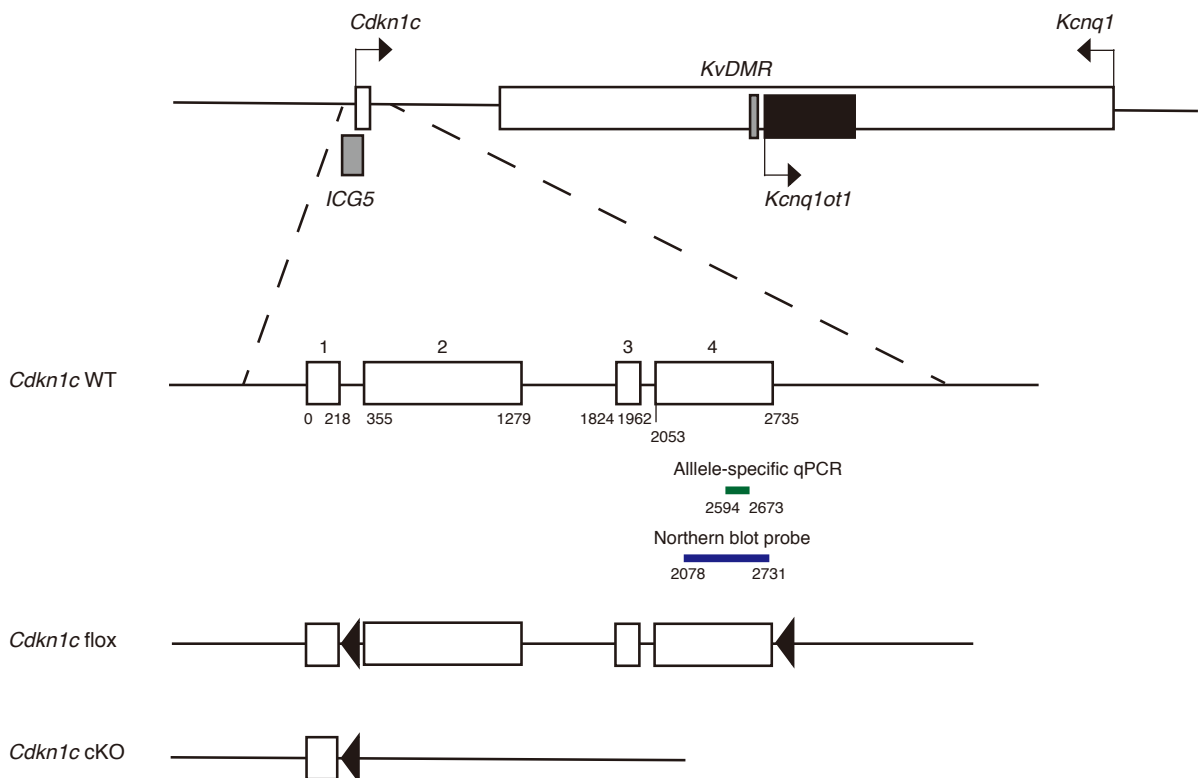 Cdkn1c
Kcnq1
KvDMR
ICG5
Kcnq1ot1
Cdkn1c WT
1 2 3 4
0 218 355 1279 1824 1962 2735
2053
Alllele-specific qPCR
2594 2673
Northern blot probe
2078 2731
Cdkn1c flox
Cdkn1c cKO